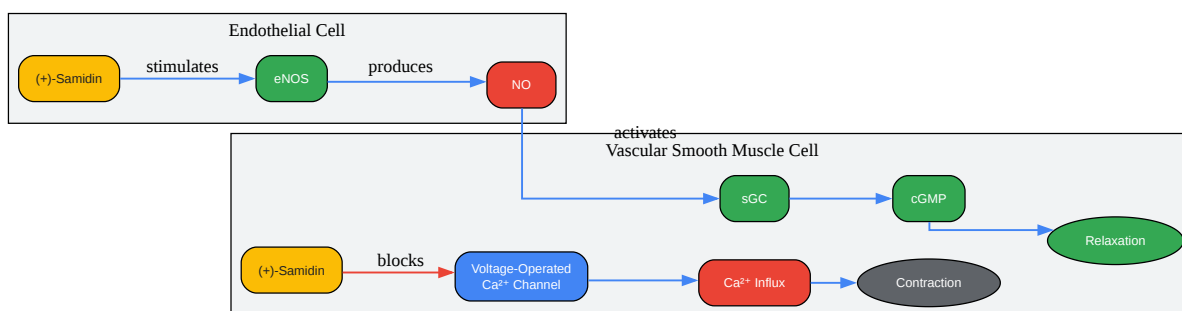 Endothelial Cell
(+)-Samidin
stimulates
eNOS
produces
NO
activates
Vascular Smooth Muscle Cell
sGC
cGMP
Relaxation
(+)-Samidin
blocks
Voltage-Operated
Ca²⁺ Channel
Ca²⁺ Influx
Contraction